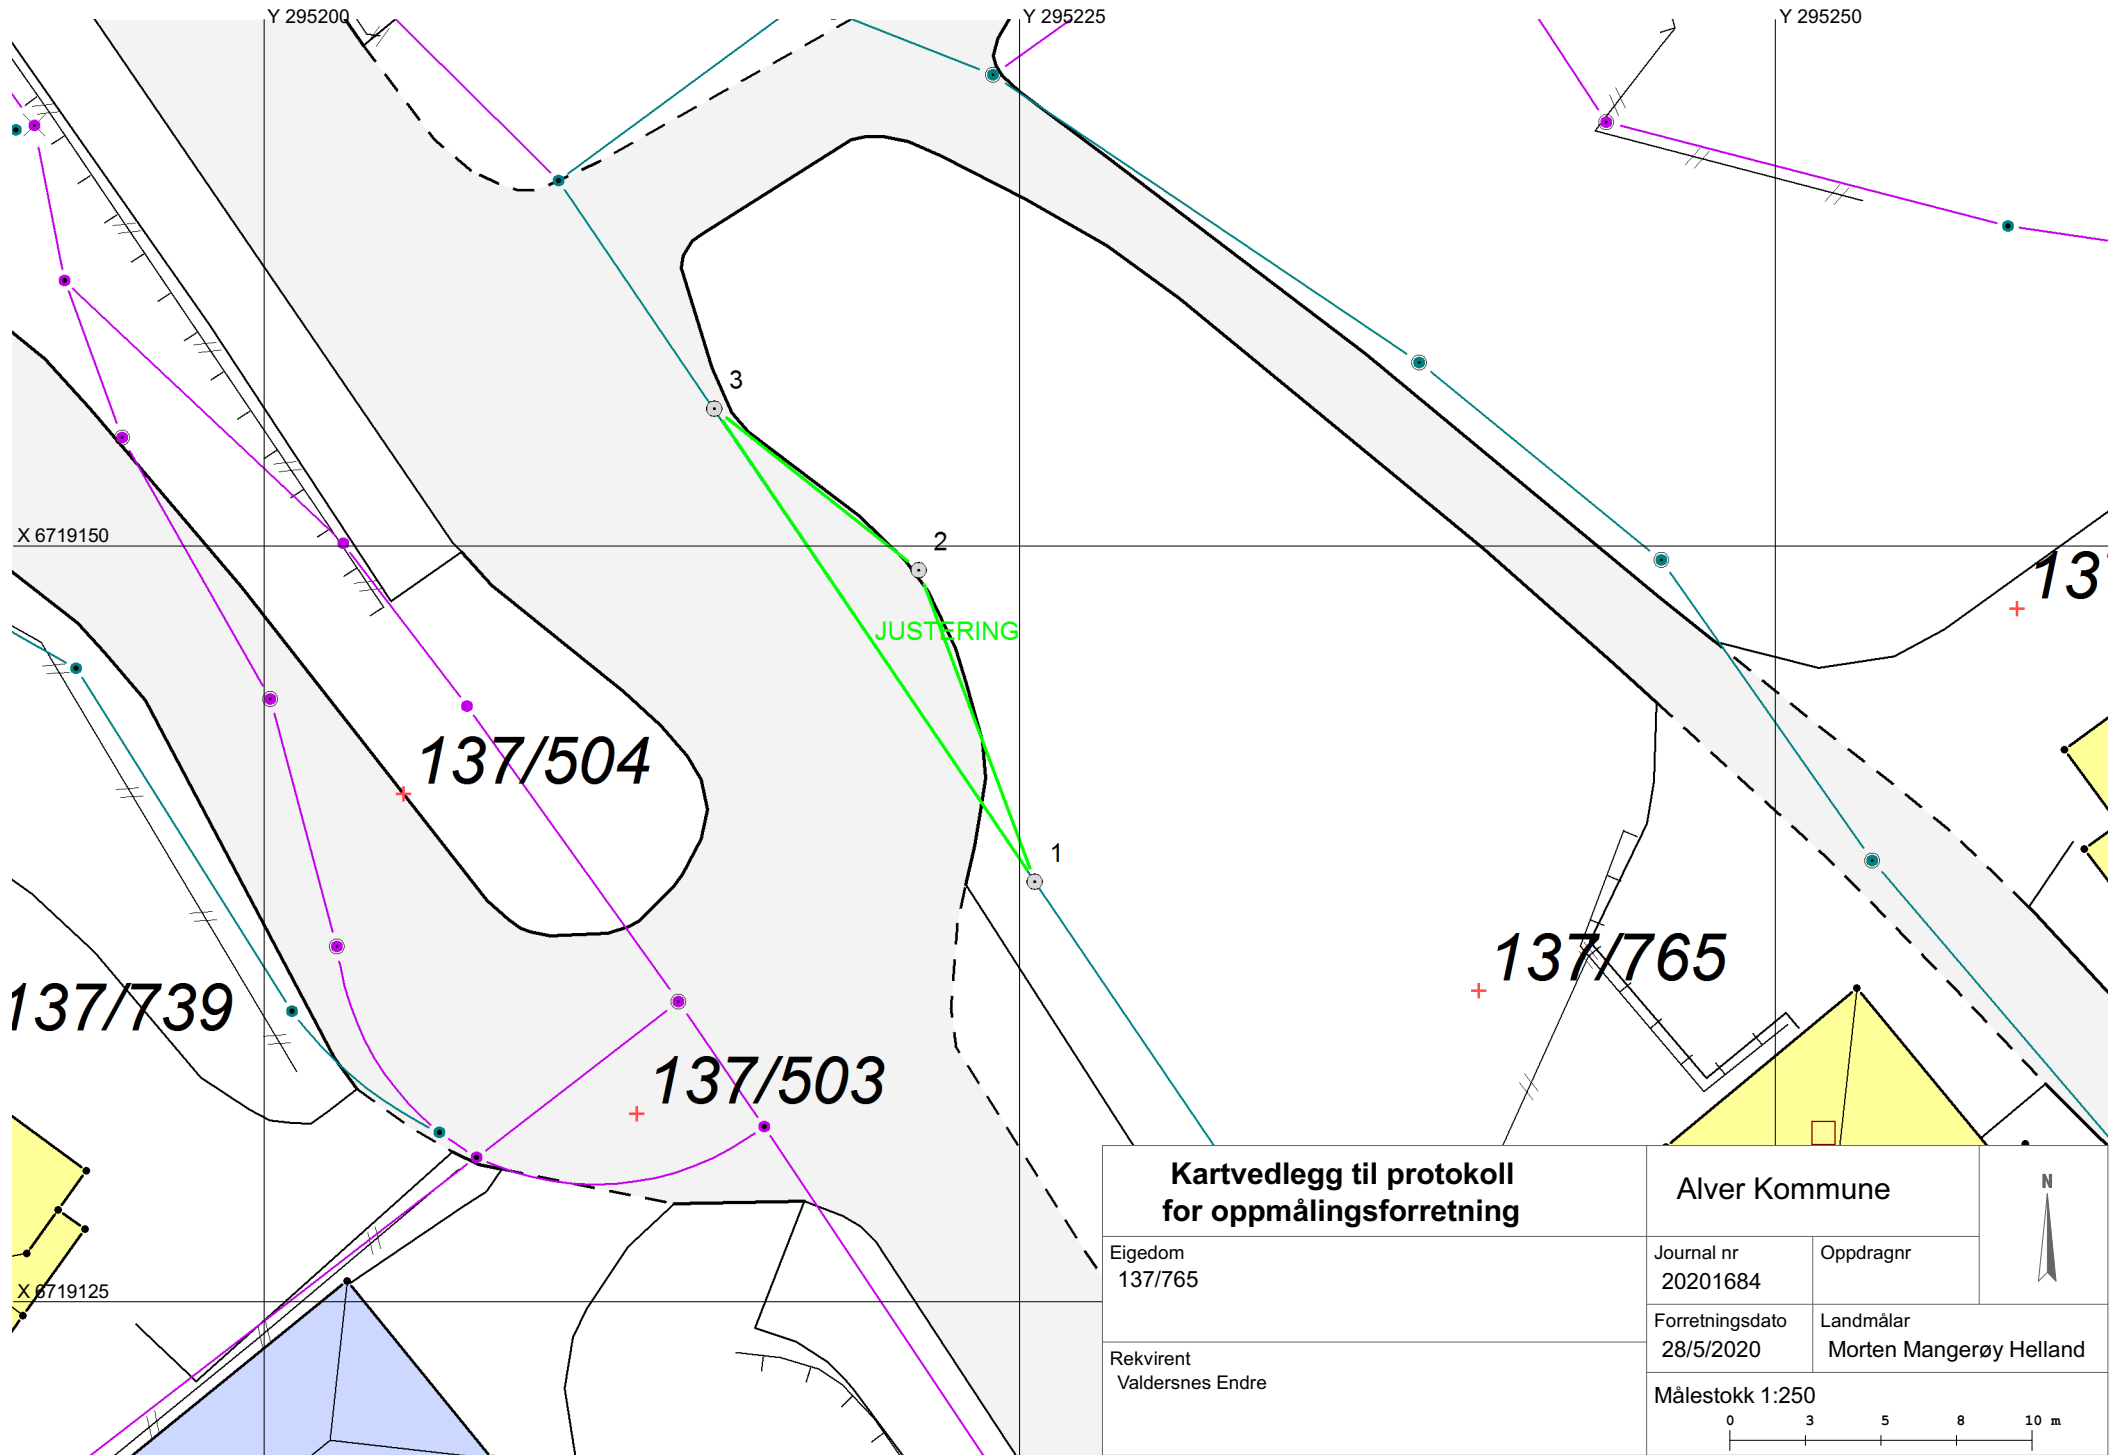 Y 295200
Y 295225
Y 295250
3
X 6719150
2
13
JUSTERING
137/504
1
137/765
137/739
137/503
X 6719125
Kartvedlegg til protokoll
for oppmålingsforretning
Alver Kommune
N
Eigedom
137/765
Journal nr
20201684
Oppdragnr
Forretningsdato
28/5/2020
Landmålar
Morten Mangerøy Helland
Rekvirent
Valdersnes Endre
Målestokk 1:250
0 3 5 8 10 m